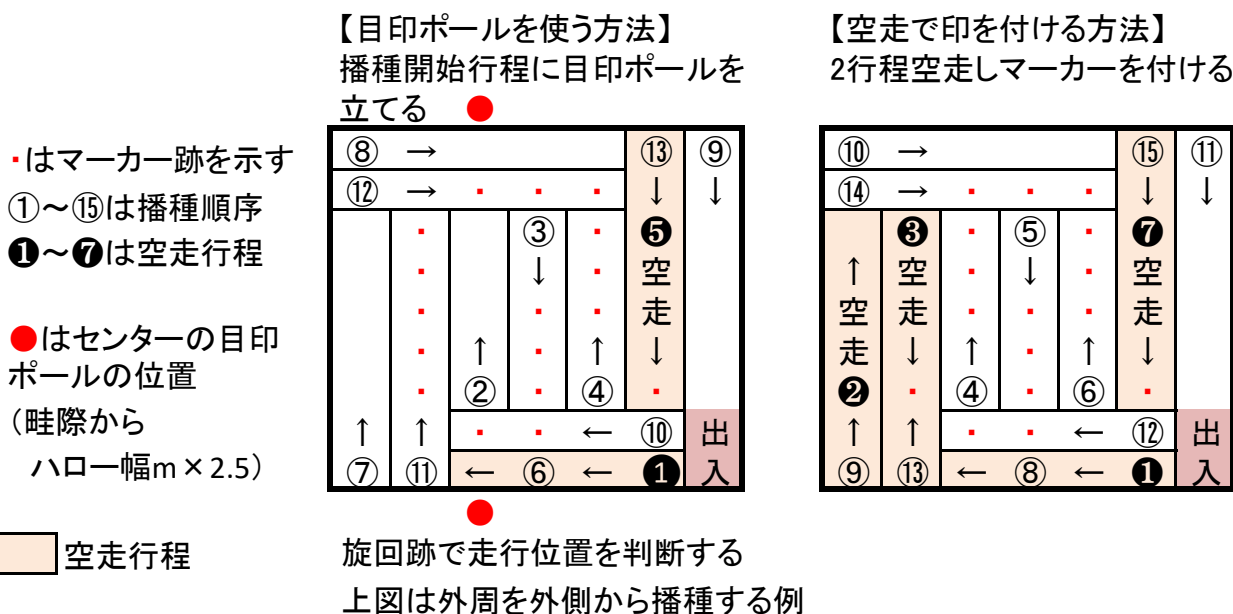 【目印ポールを使う方法】
播種開始行程に目印ポールを
立てる ●
【空走で印を付ける方法】
2行程空走しマーカーを付ける
・はマーカー跡を示す
①～⑮は播種順序
❶～❼は空走行程
●はセンターの目印
ポールの位置
（畦際から
ハロー幅m×2.5）
空走行程
⑧ → ⑬ ⑨
⑫ → ・ ・ ・ ↓ ↓
・ ③ ・ ❺
・ ↓ ・ 空
・ ・ ・ 走
・ ↑ ・ ↑ ↓
・ ② ・ ④ ・
↑ ↑ ・ ・ ← ⑩ 出
⑦ ⑪ ← ⑥ ← ❶ 入
●
⑩ → ⑮ ⑪
⑭ → ・ ・ ・ ↓ ↓
❸ ・ ⑤ ・ ❼
↑ 空 ・ ↓ ・ 空
空 走 ・ ・ ・ 走
走 ↓ ↑ ・ ↑ ↓
❷ ・ ④ ・ ⑥ ・
↑ ↑ ・ ・ ← ⑫ 出
⑨ ⑬ ← ⑧ ← ❶ 入
旋回跡で走行位置を判断する
上図は外周を外側から播種する例